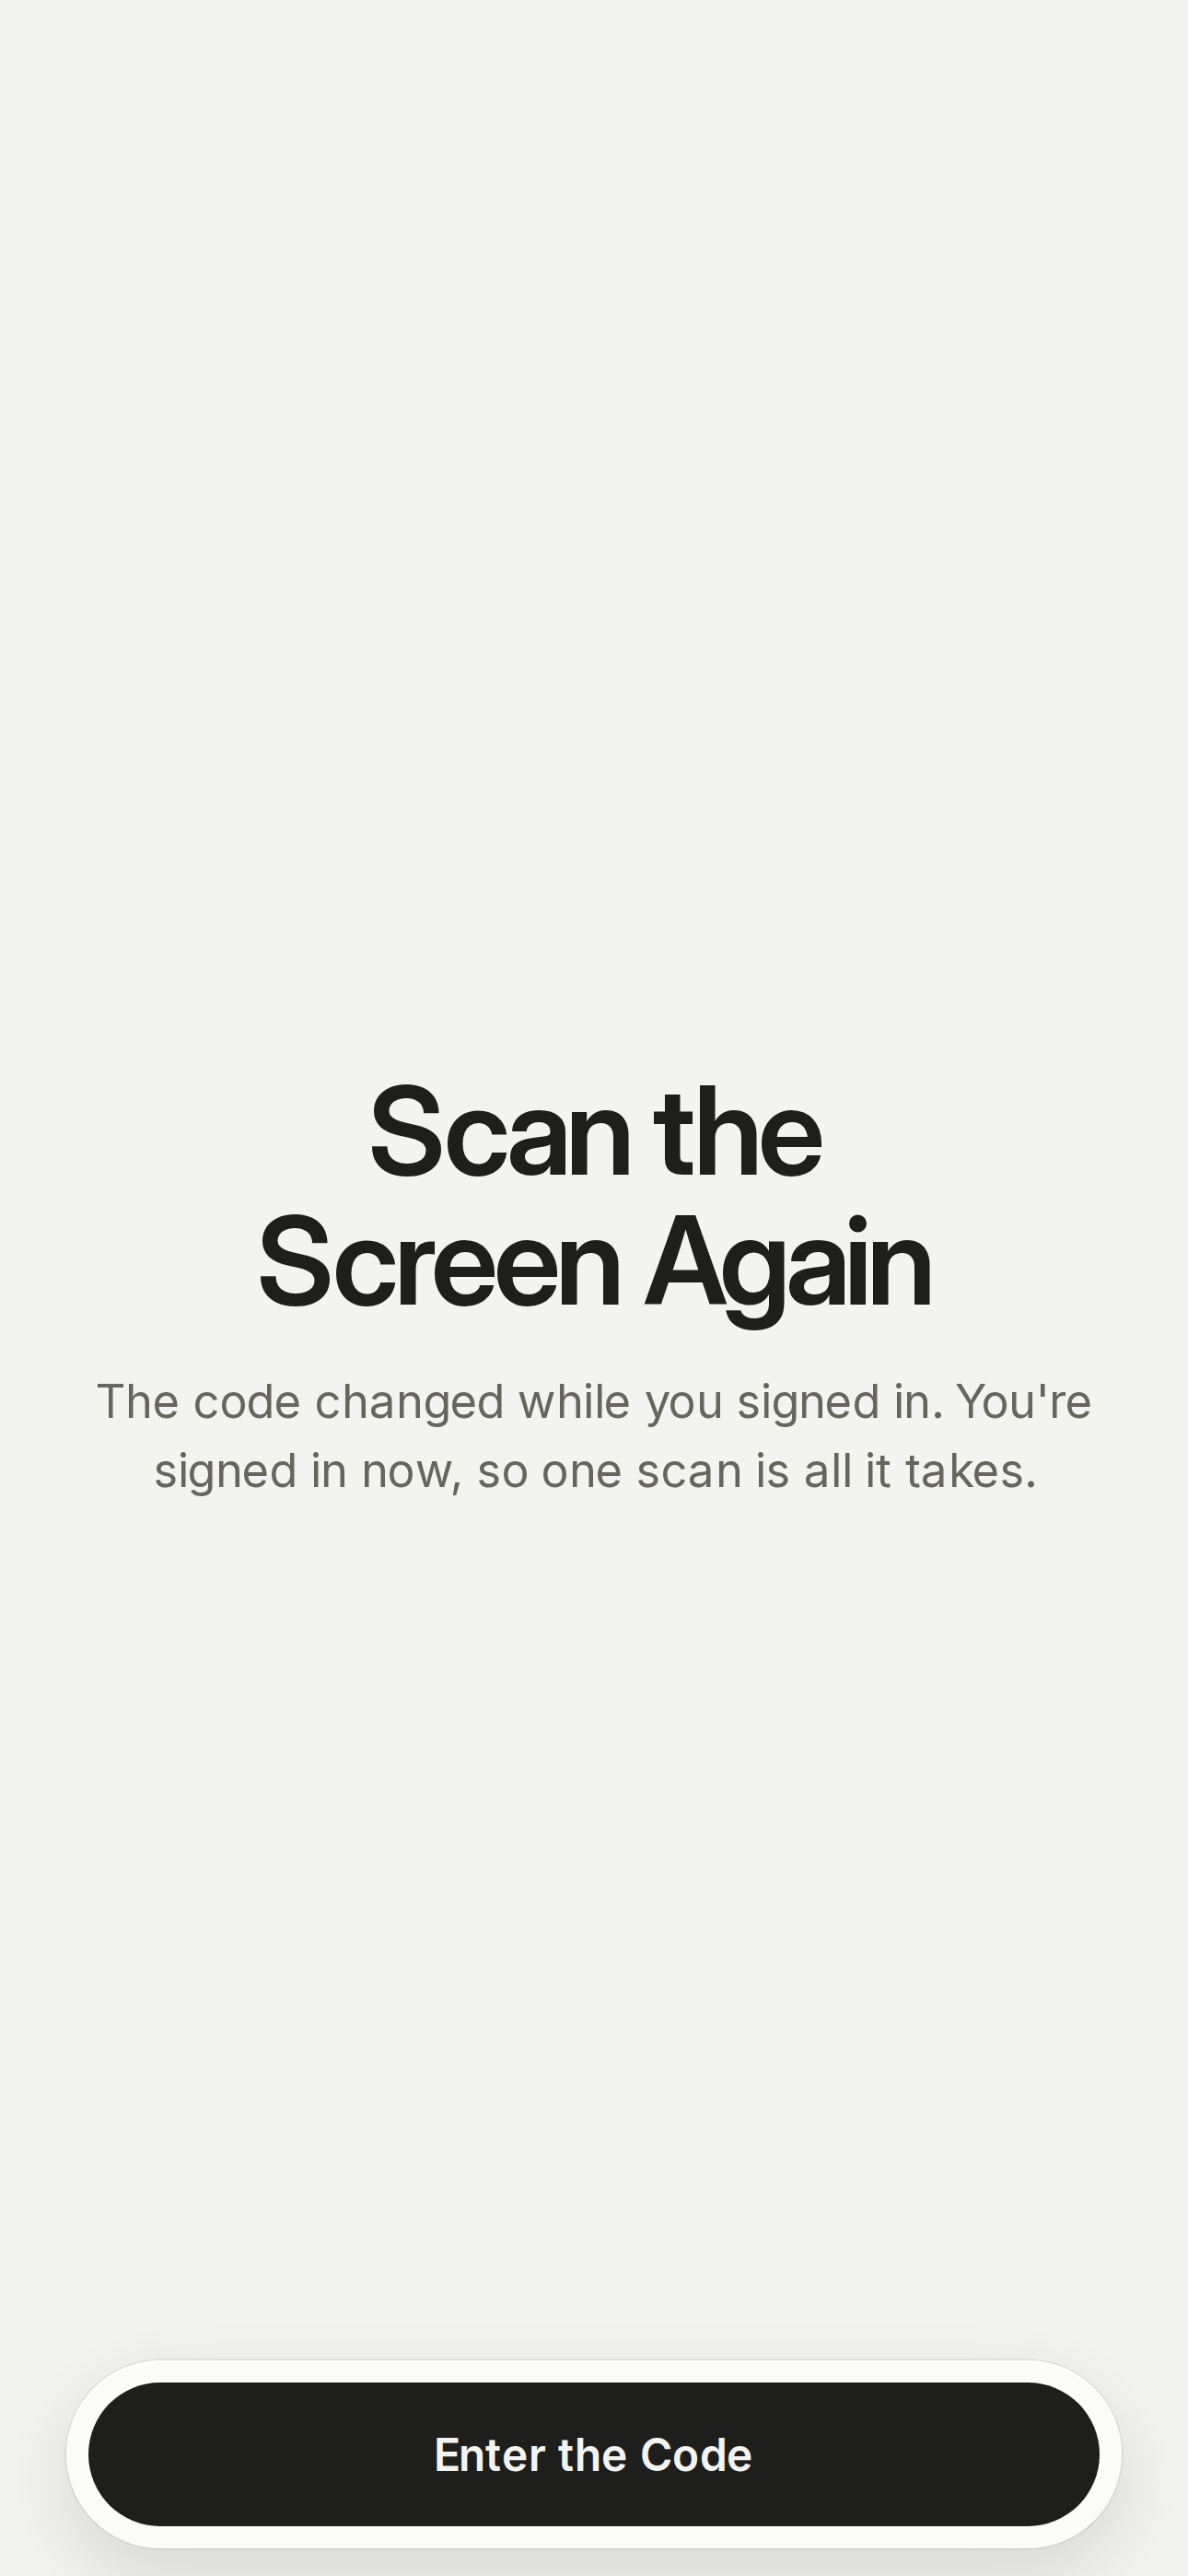 Scan the
Screen Again
The code changed while you signed in. You're
signed in now, so one scan is all it takes.
Enter the Code